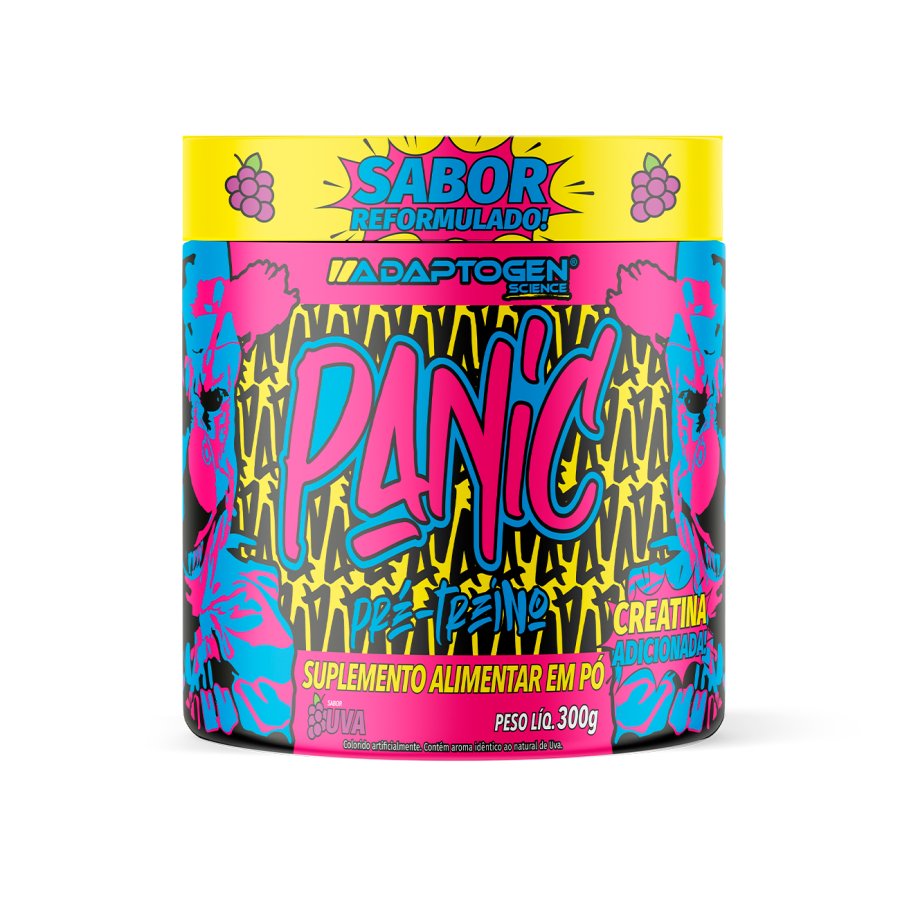 SABOR
REFORMULADO!
ADAPTOGEN®
SCIENCE
PANIC
PRÉ-TREINO
CREATINA
ADICIONADA!
SUPLEMENTO ALIMENTAR EM PÓ
SABOR
UVA
PESO LÍQ. 300g
Colorido artificialmente. Contém aroma idêntico ao natural de Uva.